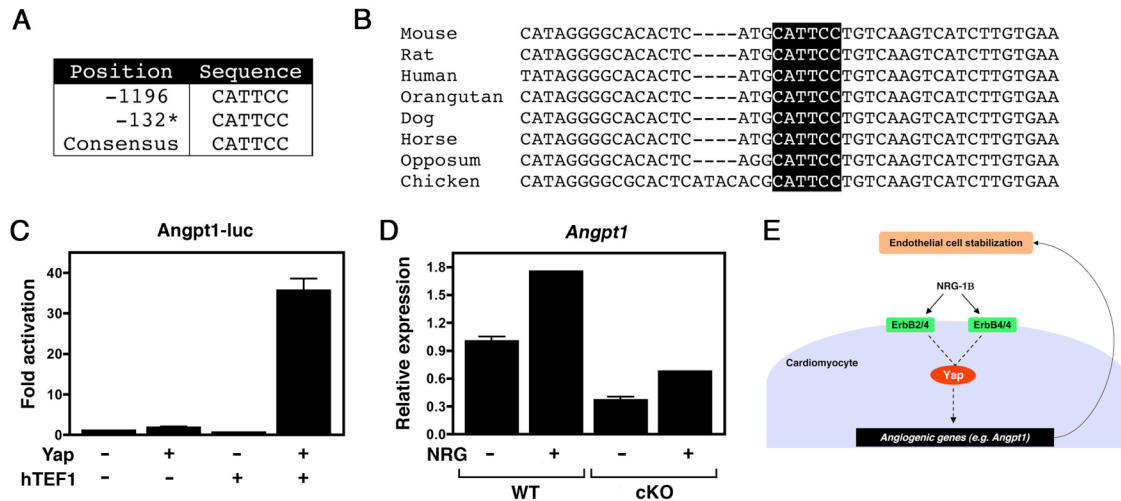 A
Position Sequence
-1196 CATTCC
-132* CATTCC
Consensus CATTCC
B
Mouse CATAGGGGCACACTC----ATGCATTCCTGTCAAGTCATCTTGTGAA
Rat CATAGGGGCACACTC----ATGCATTCCTGTCAAGTCATCTTGTGAA
Human TATAGGGGCACACTC----ATGCATTCCTGTCAAGTCATCTTGTGAA
Orangutan CATAGGGGCACACTC----ATGCATTCCTGTCAAGTCATCTTGTGAA
Dog CATAGGGGCACACTC----ATGCATTCCTGTCAAGTCATCTTGTGAA
Horse CATAGGGGCACACTC----ATGCATTCCTGTCAAGTCATCTTGTGAA
Opposum CATAGGGGCACACTC----AGGCATTCCTGTCAAGTCATCTTGTGAA
Chicken CATAGGGGCGCACTCATACACGCATTCCTGTCAAGTCATCTTGTGAA
C
Angpt1-luc
Fold activation
40
30
20
10
0
Yap - + - +
hTEF1 - - + +
D
Angpt1
Relative expression
1.8
1.5
1.2
0.9
0.6
0.3
0.0
NRG - + - +
WT cKO
E
Endothelial cell stabilization
NRG-1B
ErbB2/4 ErbB4/4
Cardiomyocyte
Yap
Angiogenic genes (e.g. Angpt1)